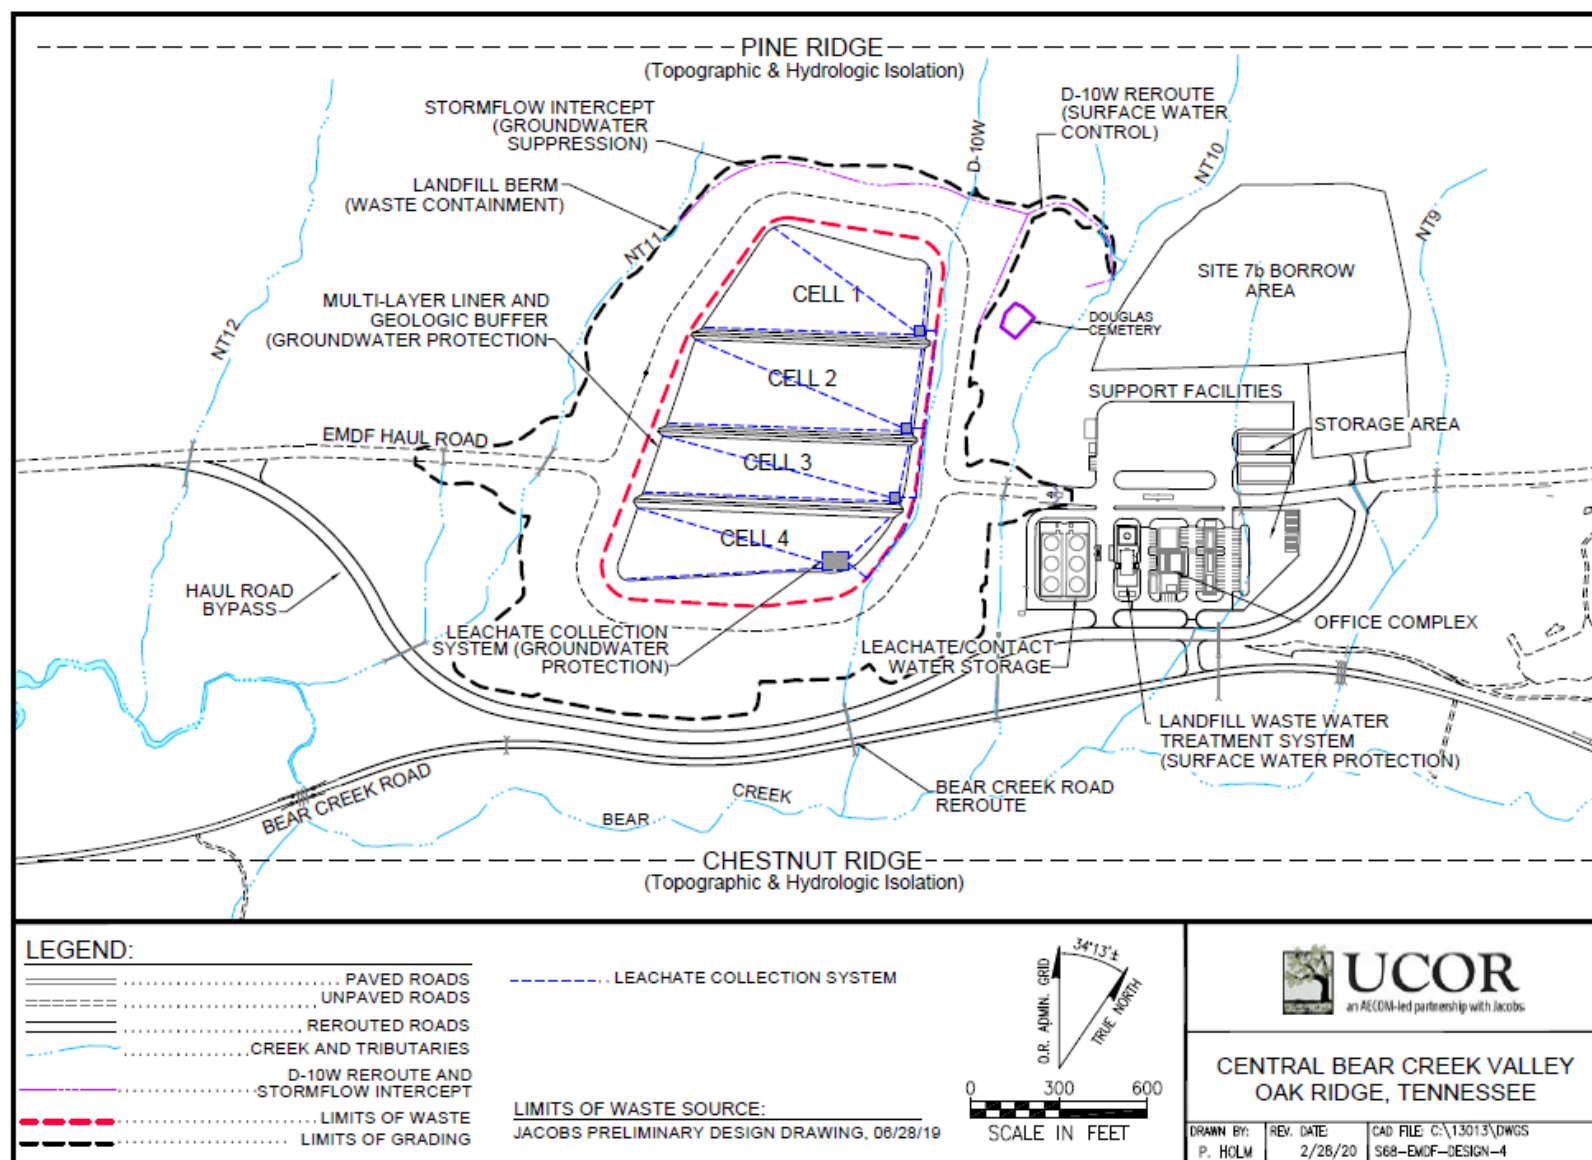 PINE RIDGE
(Topographic & Hydrologic Isolation)
STORMFLOW INTERCEPT
(GROUNDWATER
SUPPRESSION)
D-10W REROUTE
(SURFACE WATER
CONTROL)
D-10W
NT10
LANDFILL BERM
(WASTE CONTAINMENT)
NT11
NT9
SITE 7b BORROW
AREA
MULTI-LAYER LINER AND
GEOLOGIC BUFFER
(GROUNDWATER PROTECTION
CELL 1
DOUGLAS
CEMETERY
NT12
CELL 2
SUPPORT FACILITIES
STORAGE AREA
EMDF HAUL ROAD
CELL 3
CELL 4
HAUL ROAD
BYPASS
LEACHATE COLLECTION
SYSTEM (GROUNDWATER
PROTECTION)
LEACHATE/CONTACT
WATER STORAGE
OFFICE COMPLEX
LANDFILL WASTE WATER
TREATMENT SYSTEM
(SURFACE WATER PROTECTION)
BEAR CREEK ROAD
BEAR CREEK
BEAR CREEK ROAD
REROUTE
CHESTNUT RIDGE
(Topographic & Hydrologic Isolation)
LEGEND:
PAVED ROADS
UNPAVED ROADS
REROUTED ROADS
CREEK AND TRIBUTARIES
D-10W REROUTE AND
STORMFLOW INTERCEPT
LIMITS OF WASTE
LIMITS OF GRADING
LEACHATE COLLECTION SYSTEM
LIMITS OF WASTE SOURCE:
JACOBS PRELIMINARY DESIGN DRAWING, 06/28/19
34°13'±
O.R. ADMIN. GRID
TRUE NORTH
0 300 600
SCALE IN FEET
UCOR
an AECOM-led partnership with Jacobs
CENTRAL BEAR CREEK VALLEY
OAK RIDGE, TENNESSEE
DRAWN BY: REV. DATE: CAD FILE: C:\13013\DWGS
P. HOLM 2/28/20 S68-EMDF-DESIGN-4